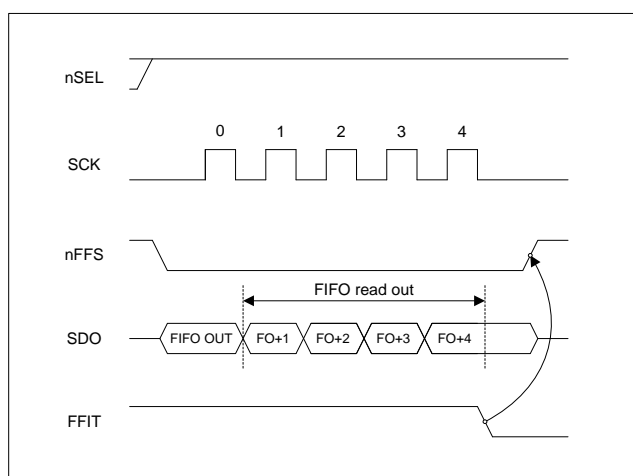 nSEL
0 1 2 3 4
SCK
nFFS
FIFO read out
SDO FIFO OUT FO+1 FO+2 FO+3 FO+4
FFIT